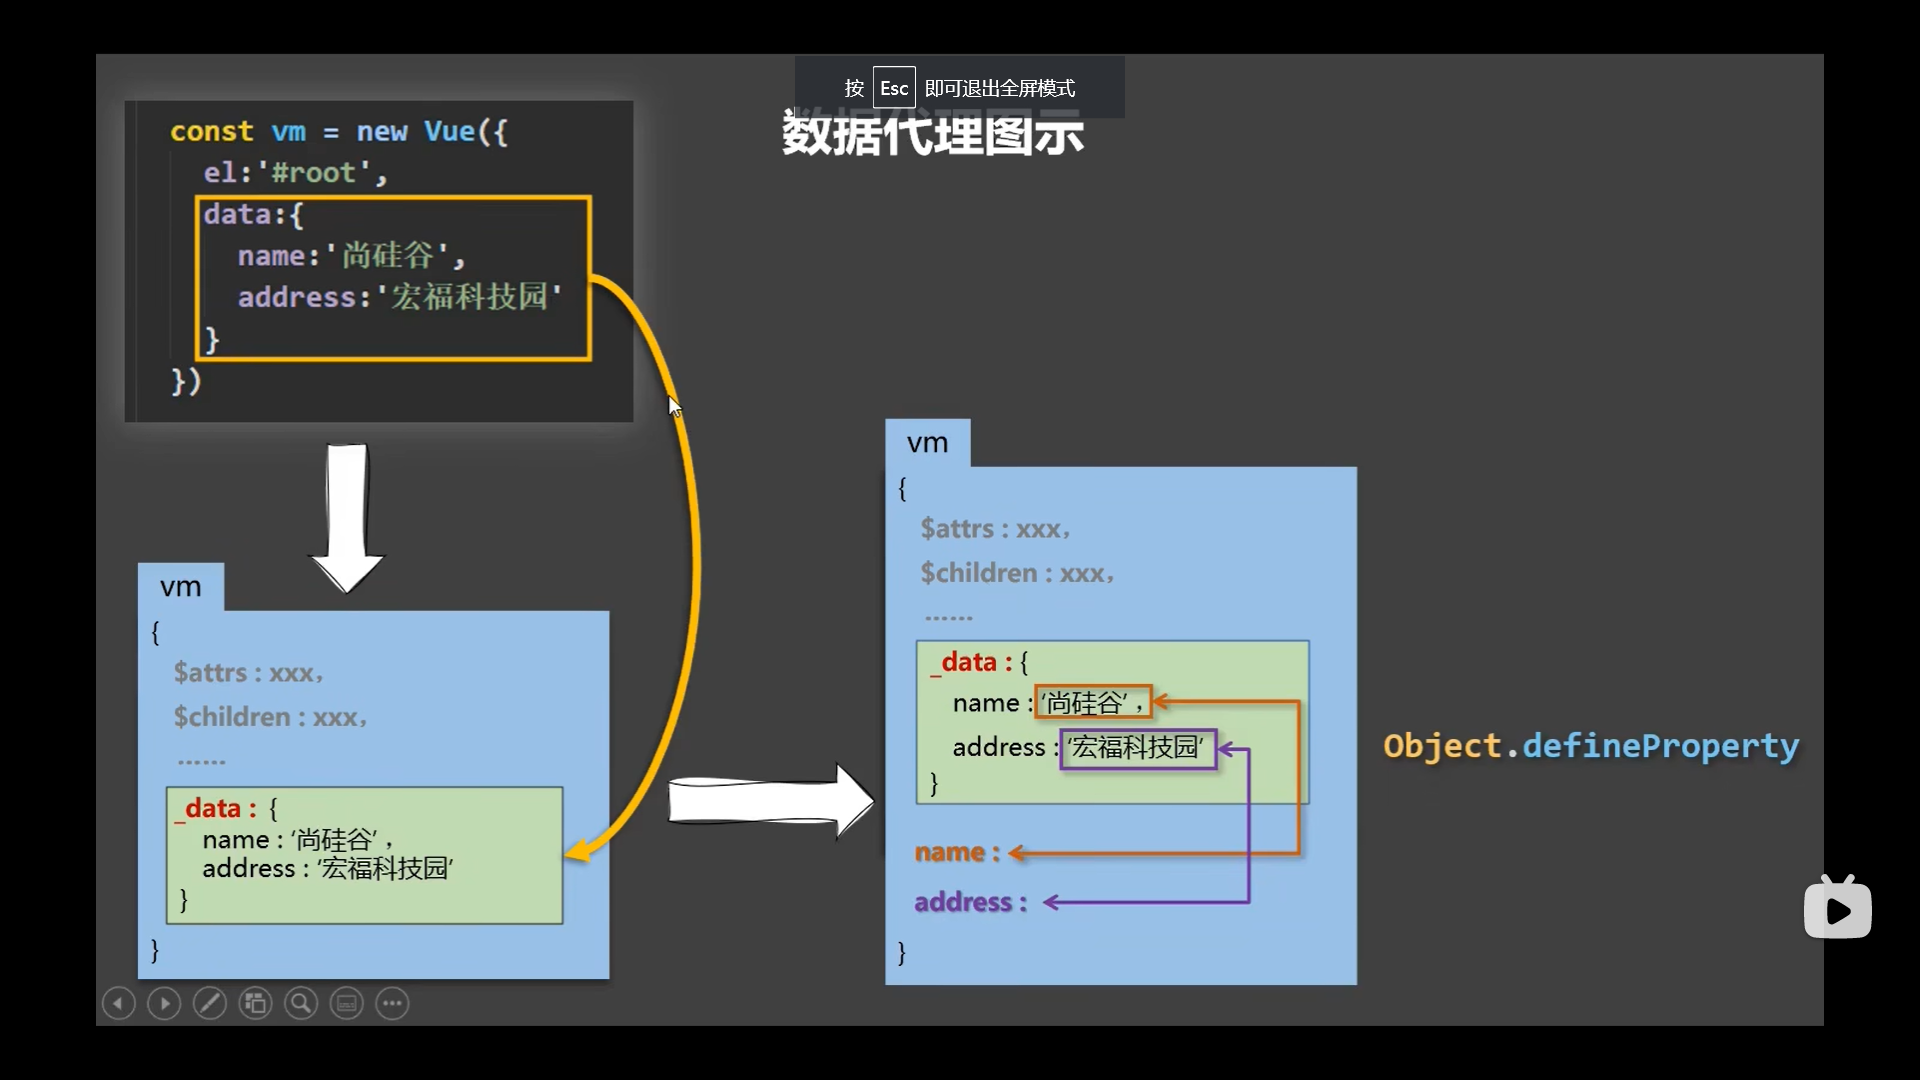 按 Esc 即可退出全屏模式
数据代理图示
const vm = new Vue({
el:'#root',
data:{
name:'尚硅谷',
address:'宏福科技园'
}
})
vm
{
$attrs : xxx，
$children : xxx，
......
_data : {
name : ‘尚硅谷’，
address : ‘宏福科技园’
}
}
vm
{
$attrs : xxx，
$children : xxx，
......
_data : {
name : ‘尚硅谷’，
address : ‘宏福科技园’
}
name :
address :
}
Object.defineProperty